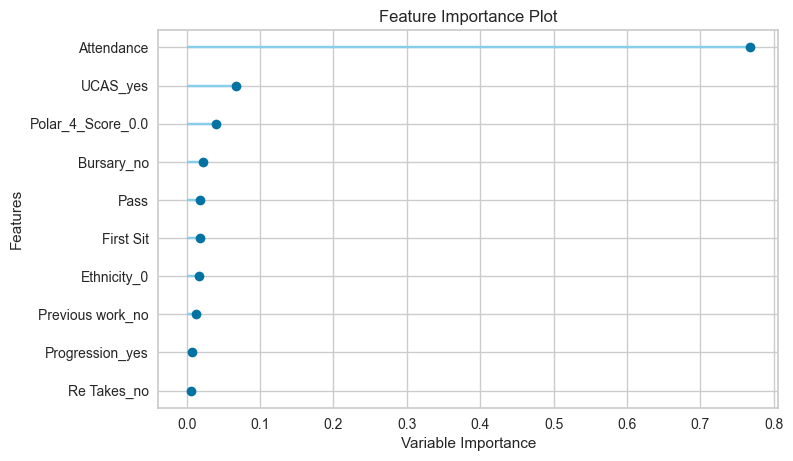 Feature Importance Plot
Attendance
UCAS_yes
Polar_4_Score_0.0
Bursary_no
Pass
First Sit
Ethnicity_0
Previous work_no
Progression_yes
Re Takes_no
Features
0.0 0.1 0.2 0.3 0.4 0.5 0.6 0.7 0.8
Variable Importance